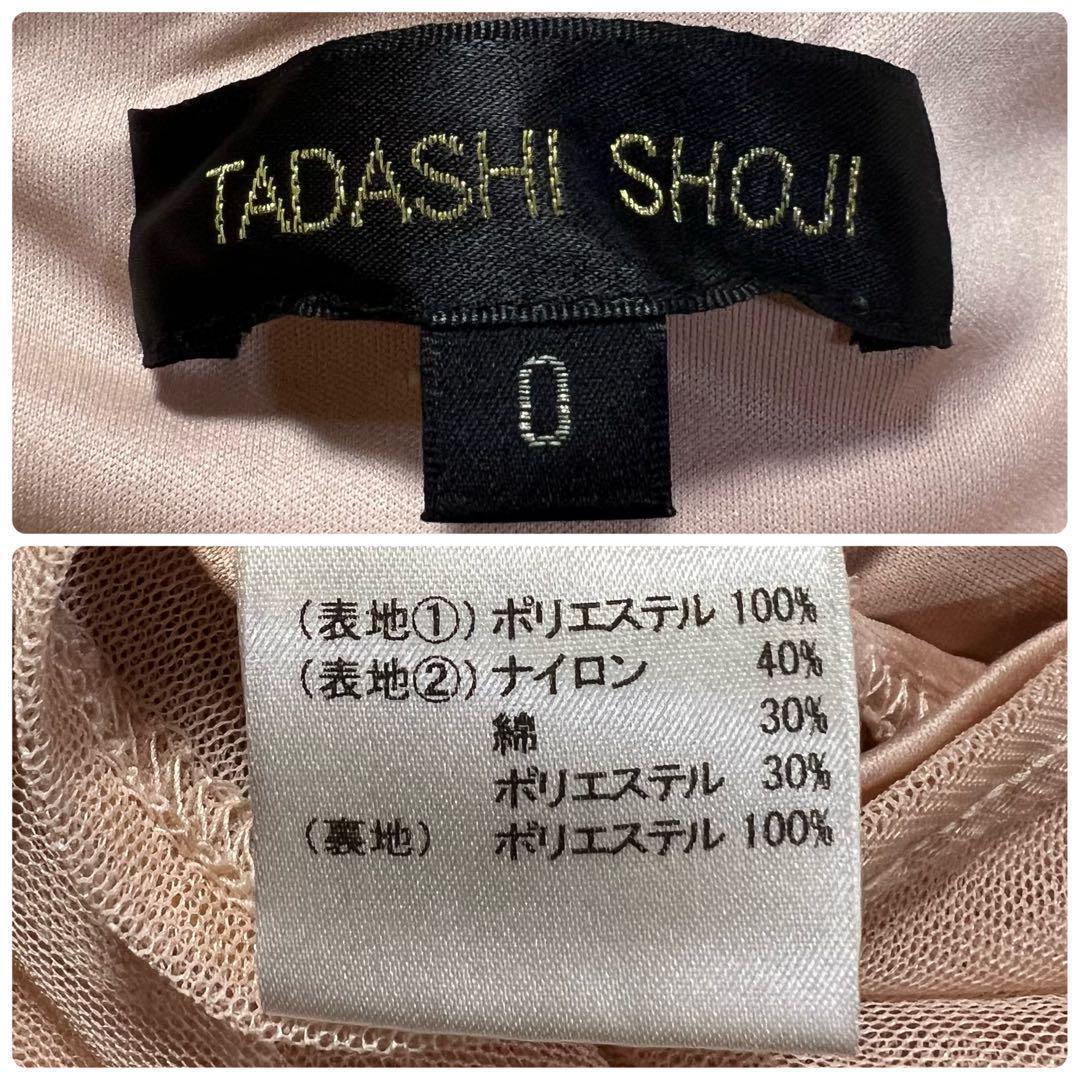 TADASHI SHOJI
0
(表地①) ポリエステル 100%
(表地②) ナイロン 40%
綿 30%
ポリエステル 30%
(裏地) ポリエステル 100%